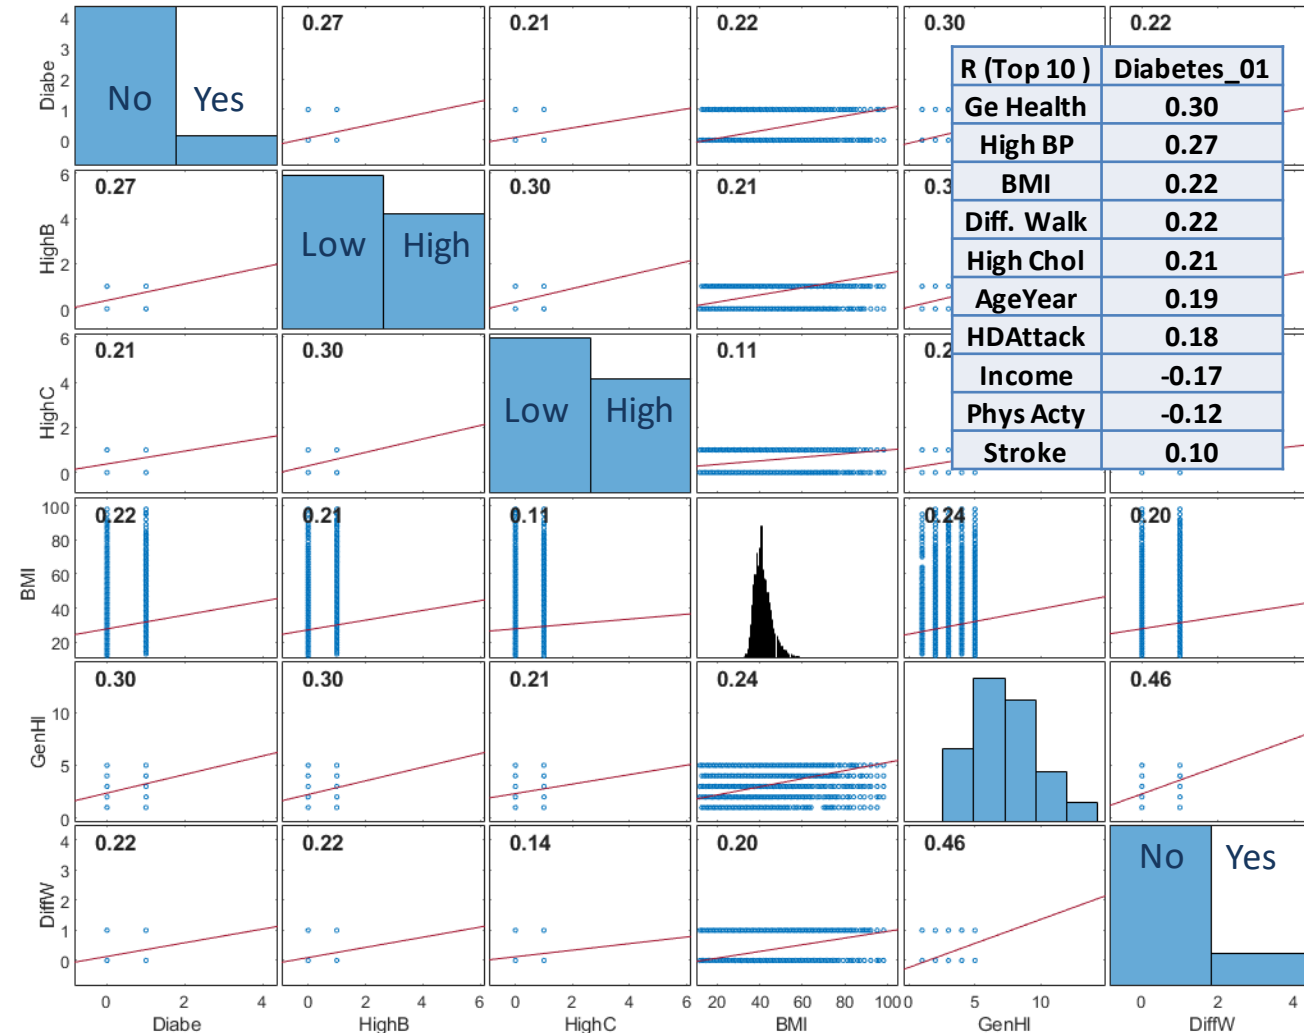 4 0.27 0.21 0.22 0.30 0.22
3
2
1
0
Diabe
No Yes
R (Top 10 ) Diabetes_01
Ge Health 0.30
High BP 0.27
BMI 0.22
Diff. Walk 0.22
High Chol 0.21
AgeYear 0.19
HDAttack 0.18
Income -0.17
Phys Acty -0.12
Stroke 0.10
6 0.27 0.30 0.21 0.3
4
2
0
HighB
Low High
6 0.21 0.30 0.11 0.2
4
2
0
HighC
Low High
100 0.22 0.21 0.11 0.24 0.20
80
60
40
20
BMI
0.30 0.30 0.21 0.24 0.46
10
5
0
GenHl
4 0.22 0.22 0.14 0.20 0.46
3
2
1
0
DiffW
No Yes
0 2 4 0 2 4 6 0 2 4 6 20 40 60 80 100 0 5 10 0 2 4
Diabe HighB HighC BMI GenHl DiffW